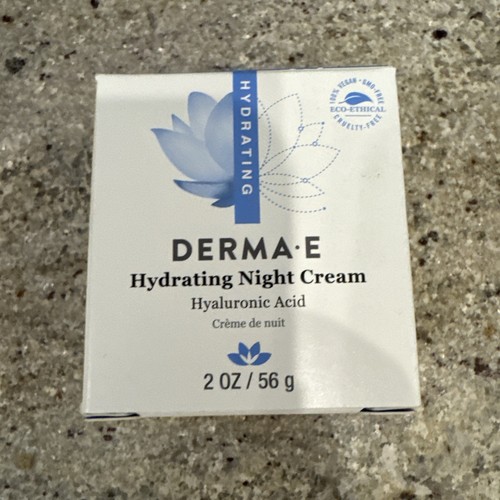 HYDRATING
100% VEGAN • GMO-FREE
ECO-ETHICAL
CRUELTY-FREE
DERMA·E
Hydrating Night Cream
Hyaluronic Acid
Crème de nuit
2 OZ / 56 g